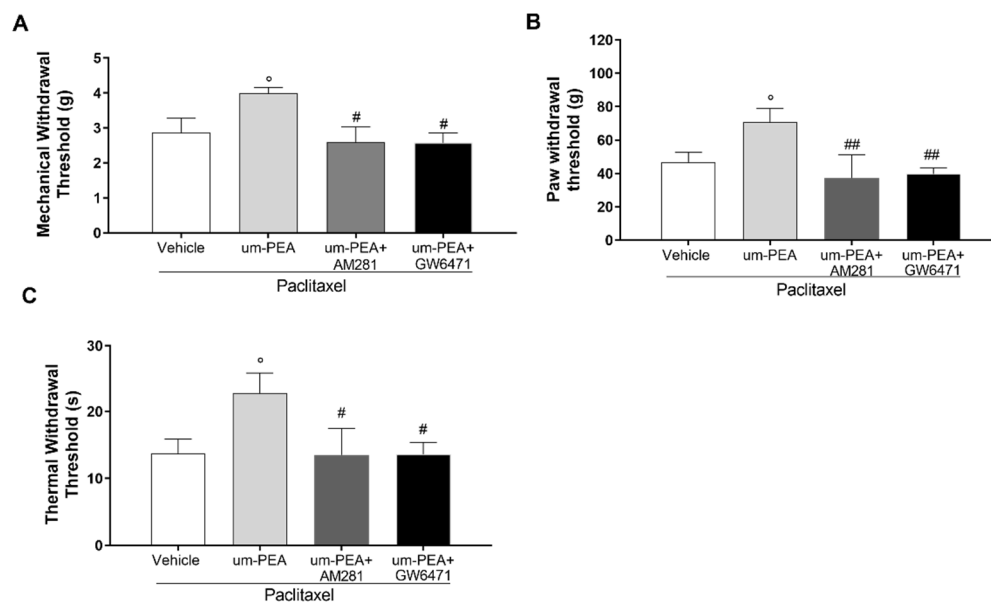 A
Mechanical Withdrawal
Threshold (g)
5
4
3
2
1
0
°
#
#
Vehicle
um-PEA
um-PEA+
AM281
um-PEA+
GW6471
Paclitaxel
B
Paw withdrawal
threshold (g)
120
100
80
60
40
20
0
°
##
##
Vehicle
um-PEA
um-PEA+
AM281
um-PEA+
GW6471
Paclitaxel
C
Thermal Withdrawal
Threshold (s)
30
20
10
0
°
#
#
Vehicle
um-PEA
um-PEA+
AM281
um-PEA+
GW6471
Paclitaxel